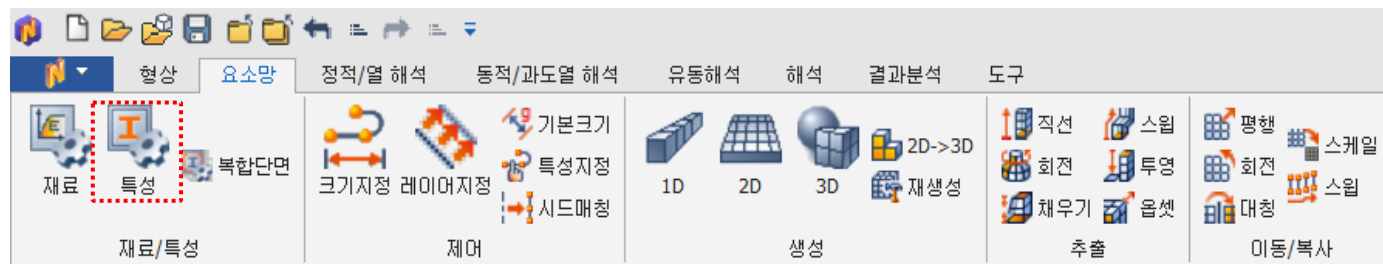 형상 요소망 정적/열 해석 동적/과도열 해석 유동해석 해석 결과분석 도구
재료 특성 복합단면
크기지정 레이어지정 기본크기 특성지정 시드매칭
1D 2D 3D 2D->3D 재생성
직선 스윕 회전 투영 채우기 옵셋
평행 회전 대칭 스케일 스윕
재료/특성 제어 생성 추출 이동/복사